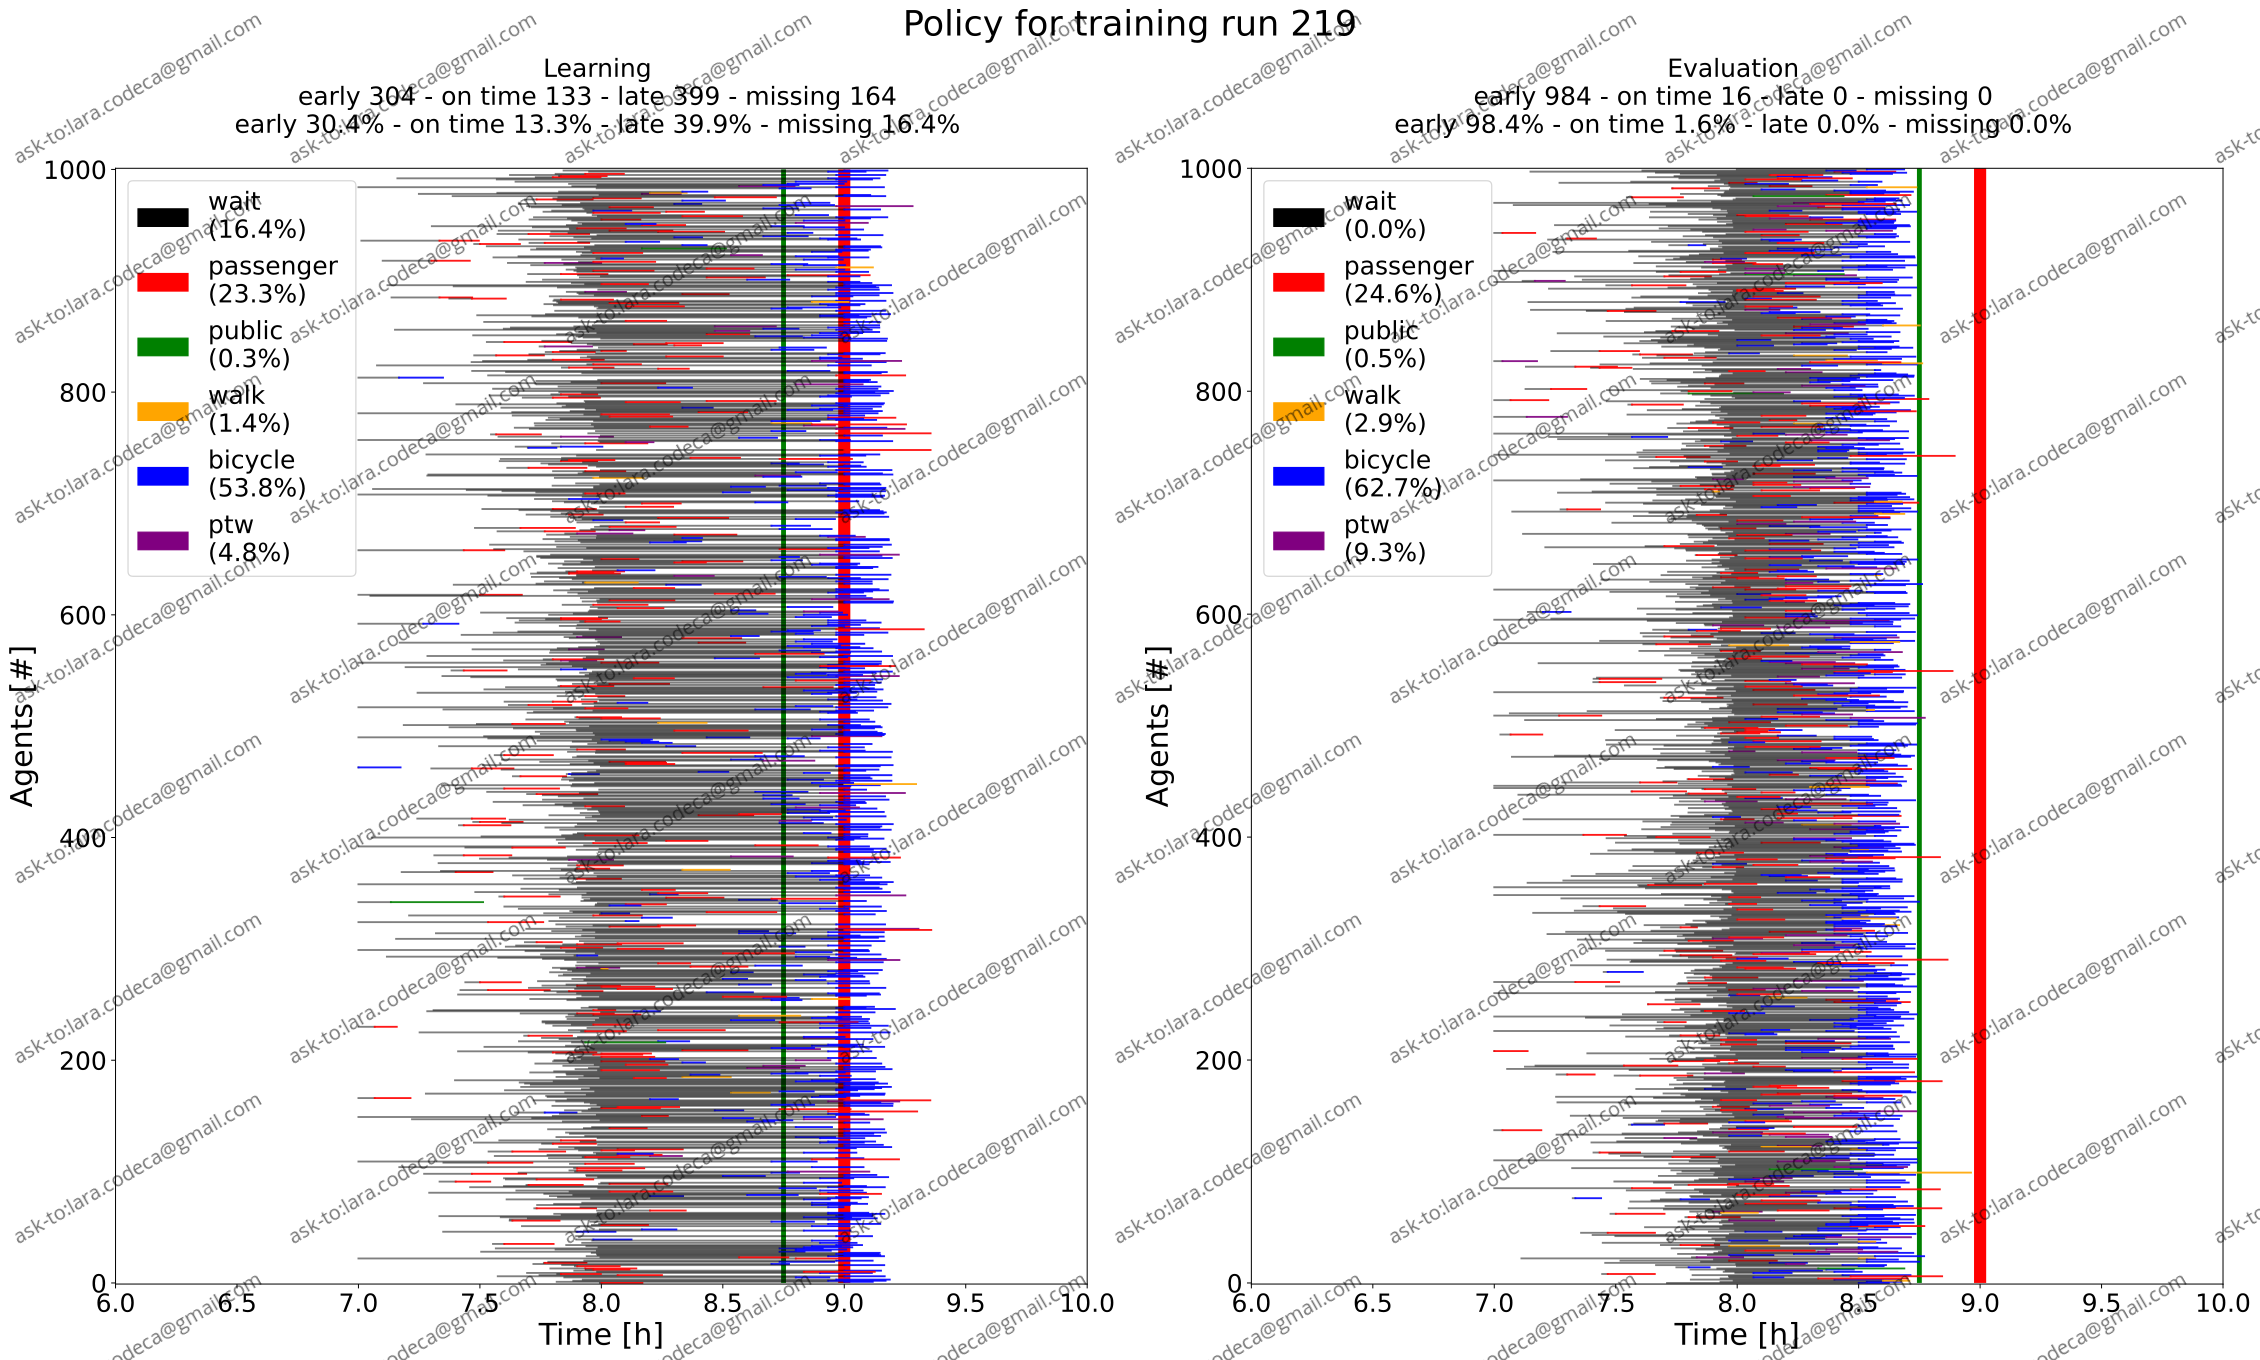 Policy for training run 219
Learning
early 304 - on time 133 - late 399 - missing 164
early 30.4% - on time 13.3% - late 39.9% - missing 16.4%
Evaluation
early 984 - on time 16 - late 0 - missing 0
early 98.4% - on time 1.6% - late 0.0% - missing 0.0%
1000
800
600
400
200
0
Agents [#]
wait
(16.4%)
passenger
(23.3%)
public
(0.3%)
walk
(1.4%)
bicycle
(53.8%)
ptw
(4.8%)
6.0 6.5 7.0 7.5 8.0 8.5 9.0 9.5 10.0
Time [h]
1000
800
600
400
200
0
Agents [#]
wait
(0.0%)
passenger
(24.6%)
public
(0.5%)
walk
(2.9%)
bicycle
(62.7%)
ptw
(9.3%)
6.0 6.5 7.0 7.5 8.0 8.5 9.0 9.5 10.0
Time [h]
ask-to:lara.codeca@gmail.com